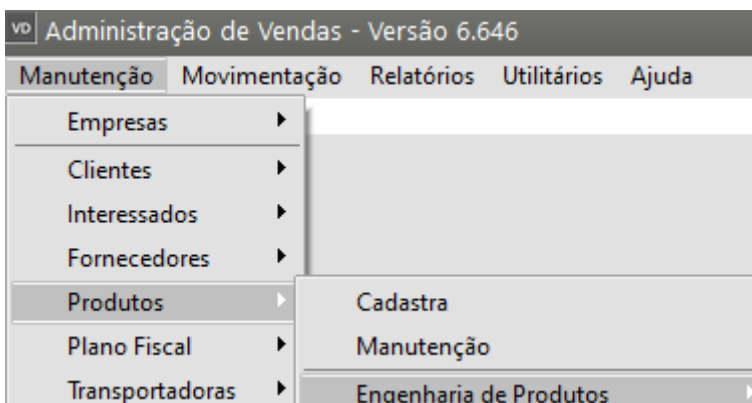 VD Administração de Vendas - Versão 6.646
Manutenção Movimentação Relatórios Utilitários Ajuda
Empresas
Clientes
Interessados
Fornecedores
Produtos
Cadastra
Plano Fiscal
Manutenção
Transportadoras
Engenharia de Produtos